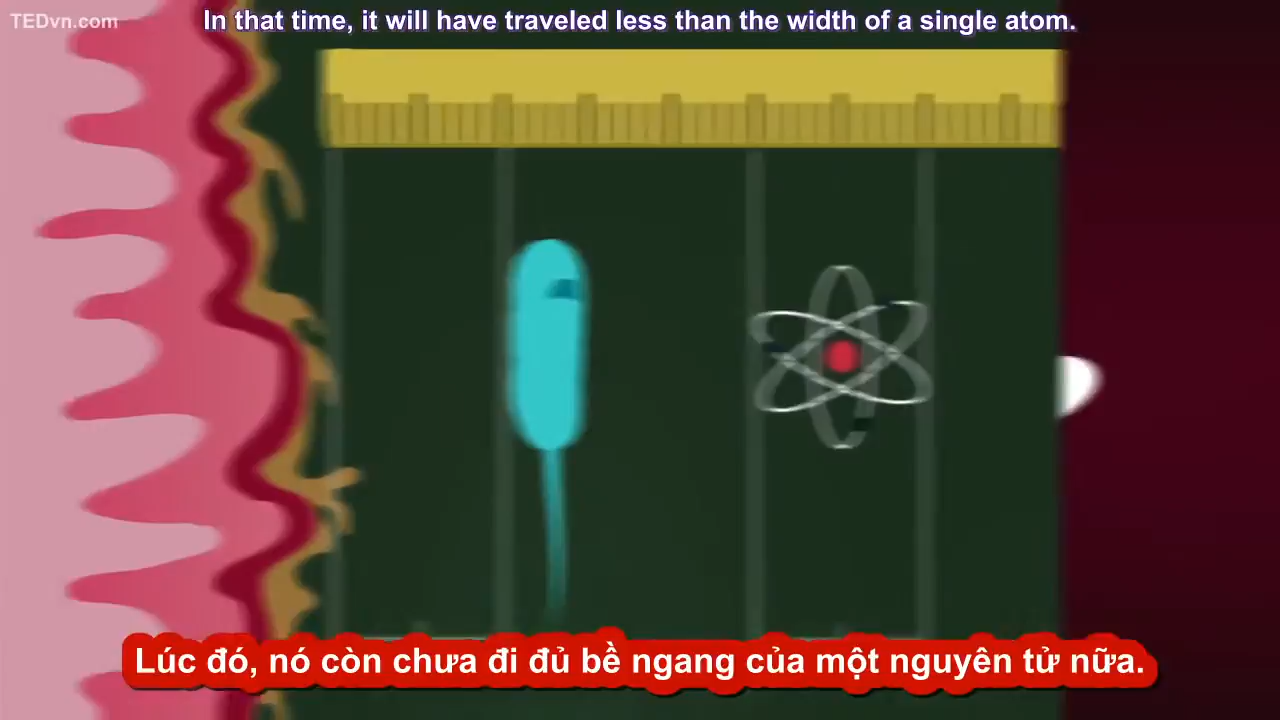 TEDvn.com
In that time, it will have traveled less than the width of a single atom.
Lúc đó, nó còn chưa đi đủ bề ngang của một nguyên tử nữa.